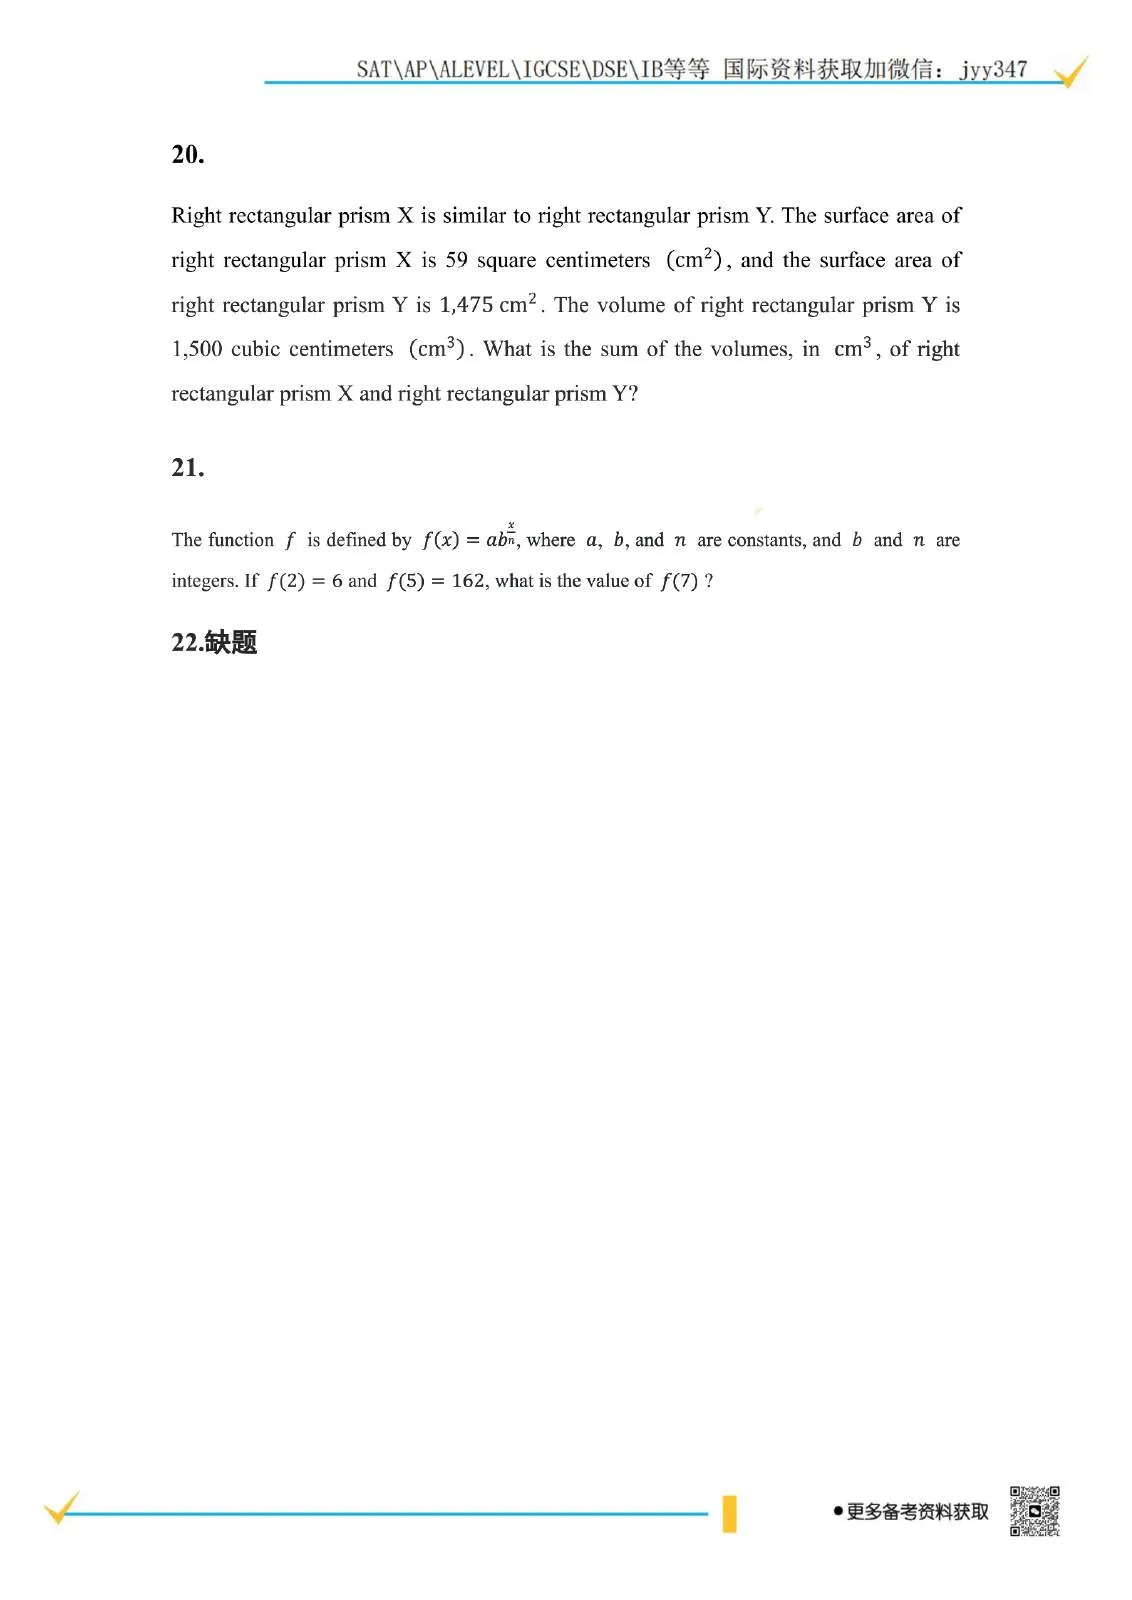 SAT\AP\ALEVEL\IGCSE\DSE\IB等等 国际资料获取加微信：jyy347
20.
Right rectangular prism X is similar to right rectangular prism Y. The surface area of
right rectangular prism X is 59 square centimeters (cm²), and the surface area of
right rectangular prism Y is 1,475 cm². The volume of right rectangular prism Y is
1,500 cubic centimeters (cm³). What is the sum of the volumes, in cm³, of right
rectangular prism X and right rectangular prism Y?
21.
The function f is defined by f(x) = ab^(x/n), where a, b, and n are constants, and b and n are
integers. If f(2) = 6 and f(5) = 162, what is the value of f(7) ?
22.缺题
●更多备考资料获取